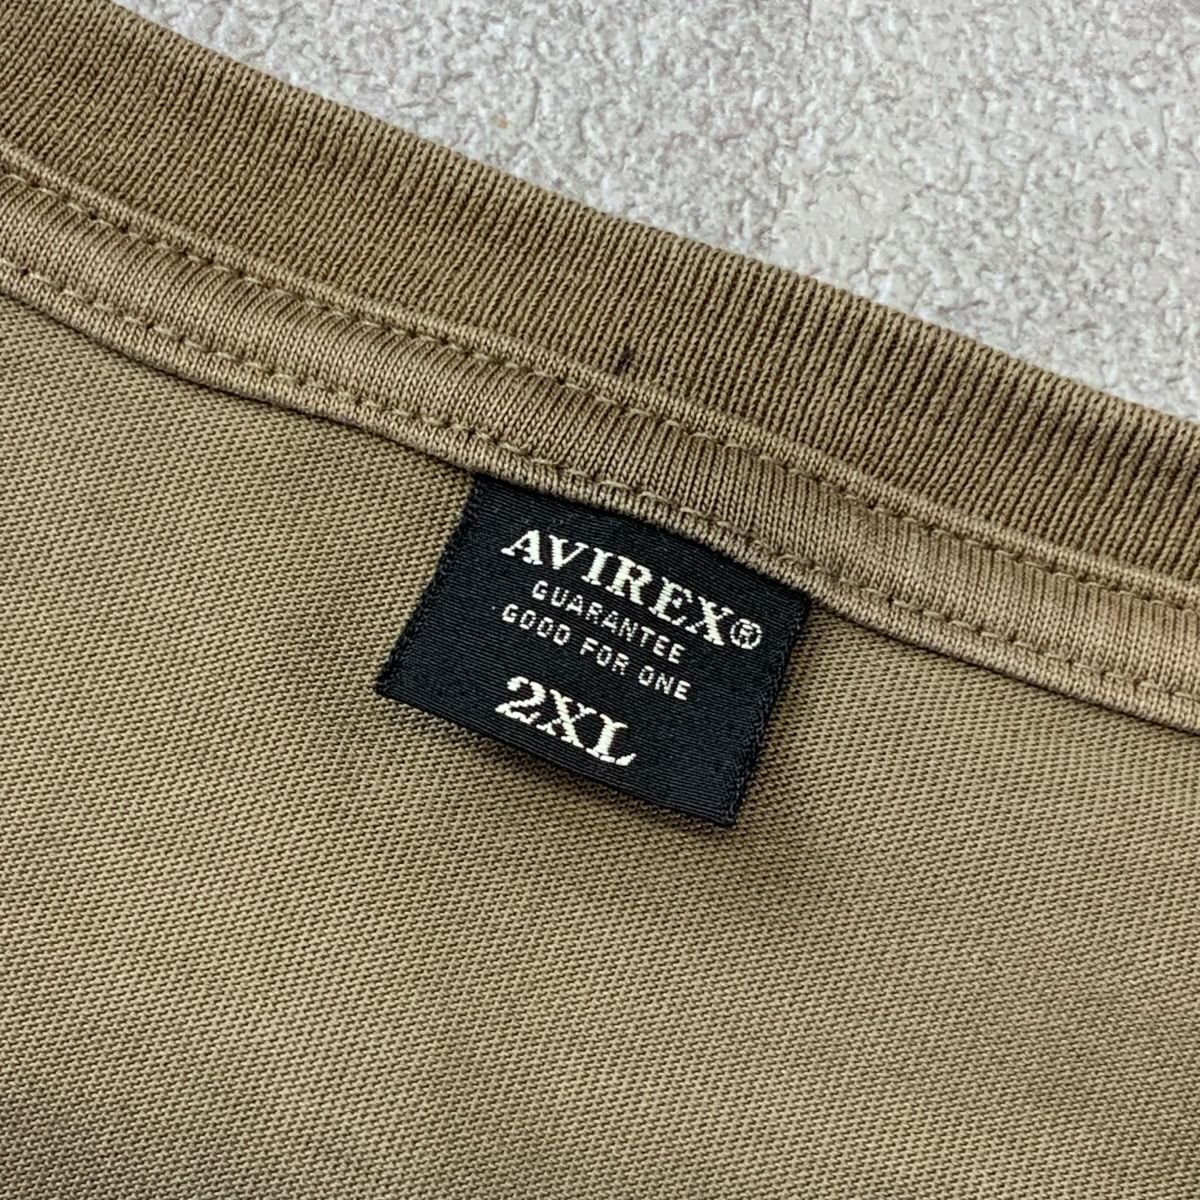 AVIREX®
GUARANTEE
GOOD FOR ONE
2XL